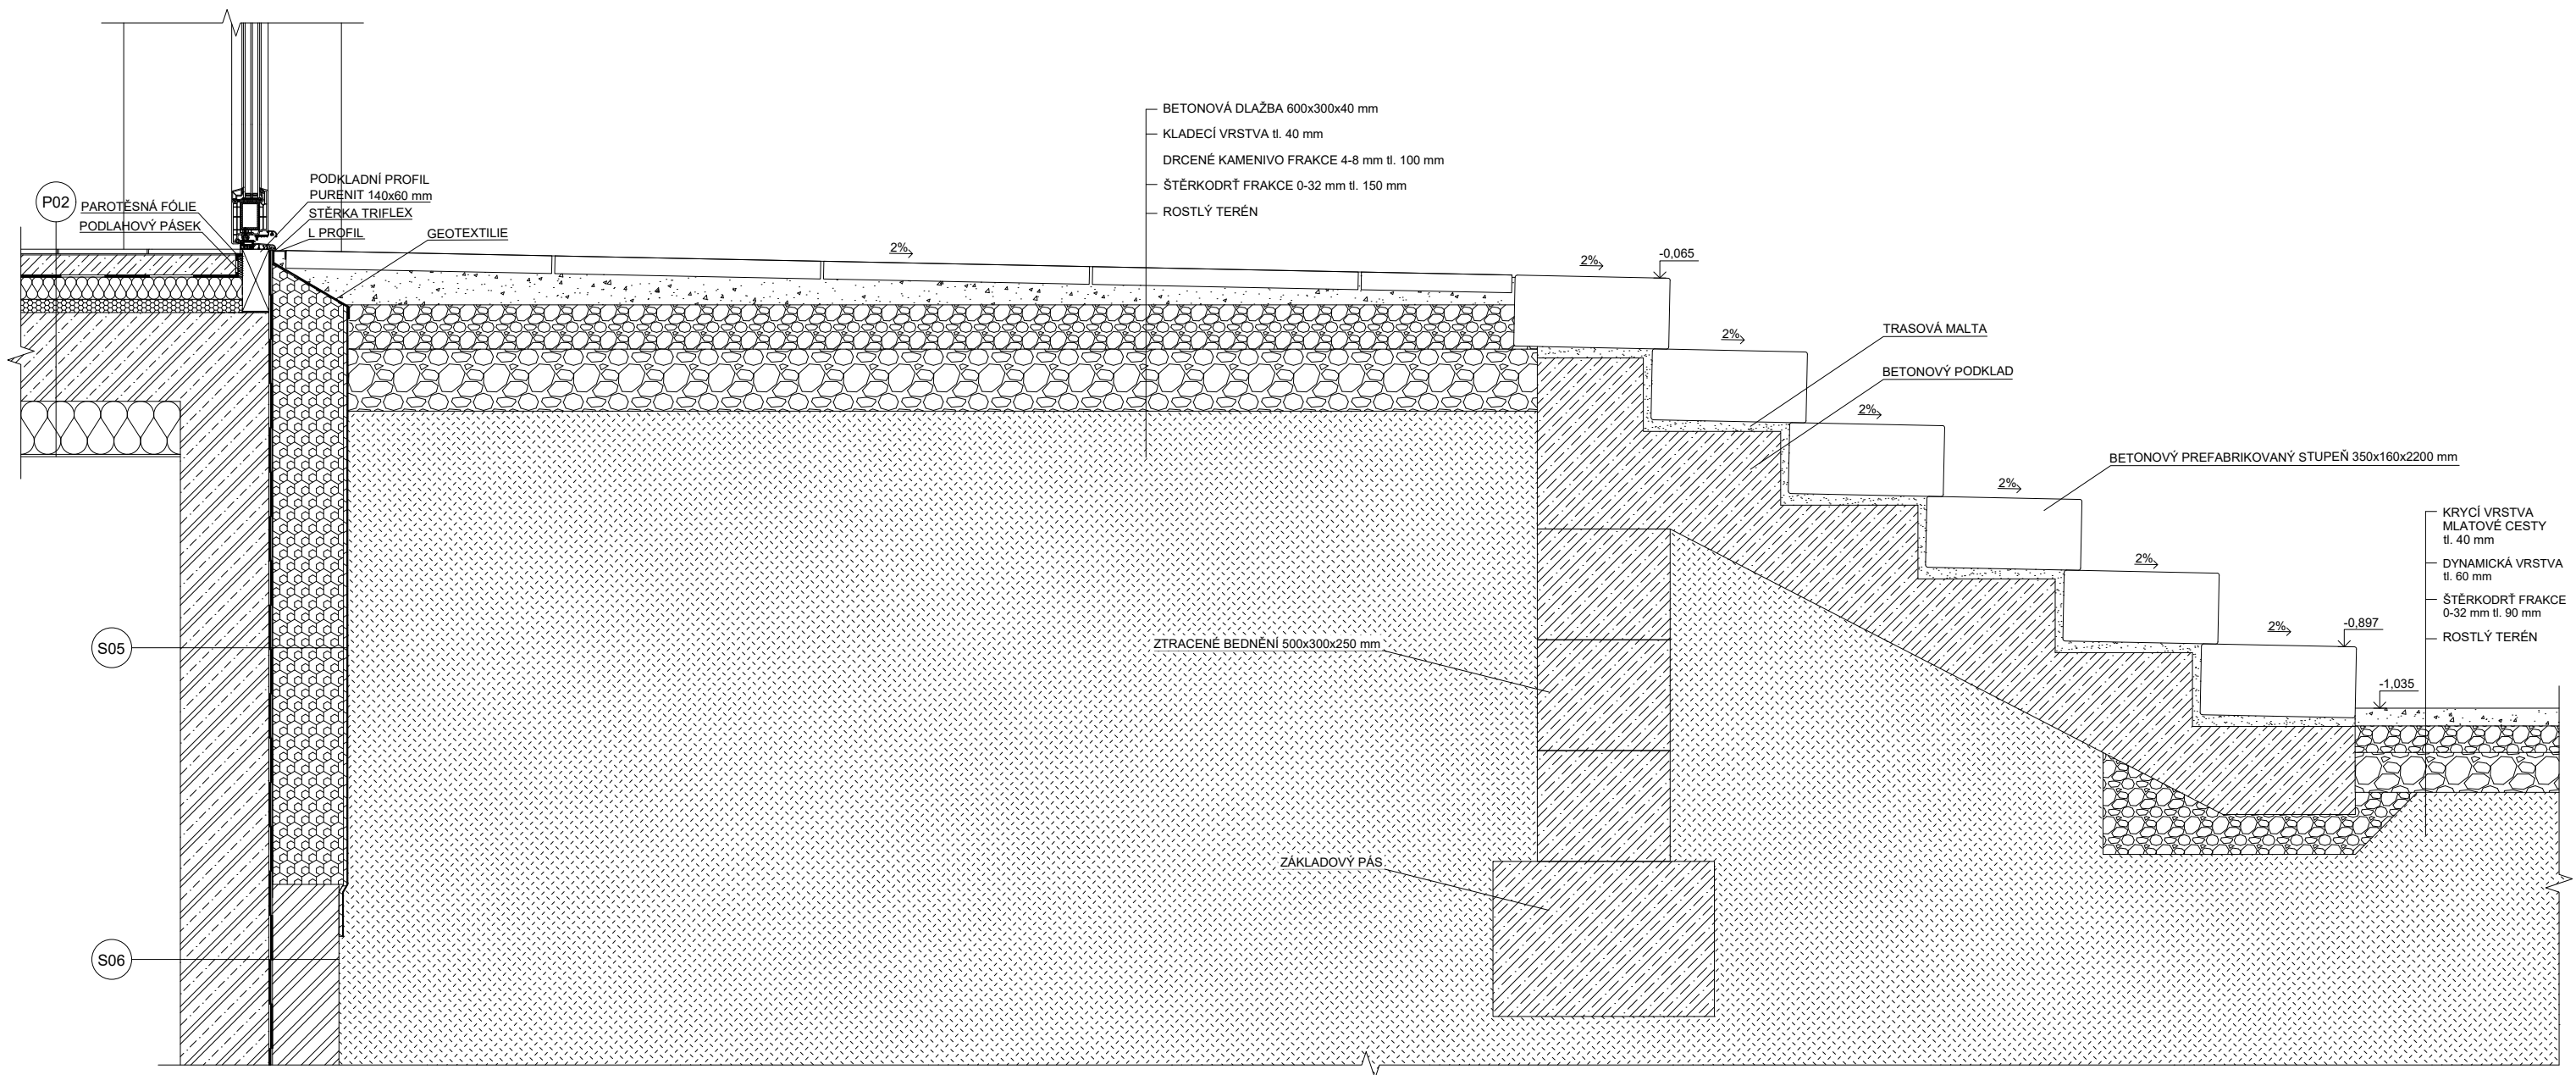 BETONOVÁ DLAŽBA 600x300x40 mm
KLADECÍ VRSTVA tl. 40 mm
DRCENÉ KAMENIVO FRAKCE 4-8 mm tl. 100 mm
ŠTĚRKODRŤ FRAKCE 0-32 mm tl. 150 mm
ROSTLÝ TERÉN
P02
PAROTĚSNÁ FÓLIE
PODLAHOVÝ PÁSEK
PODKLADNÍ PROFIL
PURENIT 140x60 mm
STĚRKA TRIFLEX
L PROFIL
GEOTEXTILIE
2%
2%
-0,065
2%
TRASOVÁ MALTA
BETONOVÝ PODKLAD
2%
BETONOVÝ PREFABRIKOVANÝ STUPEŇ 350x160x2200 mm
2%
KRYCÍ VRSTVA
MLATOVÉ CESTY
tl. 40 mm
DYNAMICKÁ VRSTVA
tl. 60 mm
ŠTĚRKODRŤ FRAKCE
0-32 mm tl. 90 mm
ROSTLÝ TERÉN
2%
2%
-0,897
-1,035
S05
ZTRACENÉ BEDNĚNÍ 500x300x250 mm
ZÁKLADOVÝ PÁS
S06